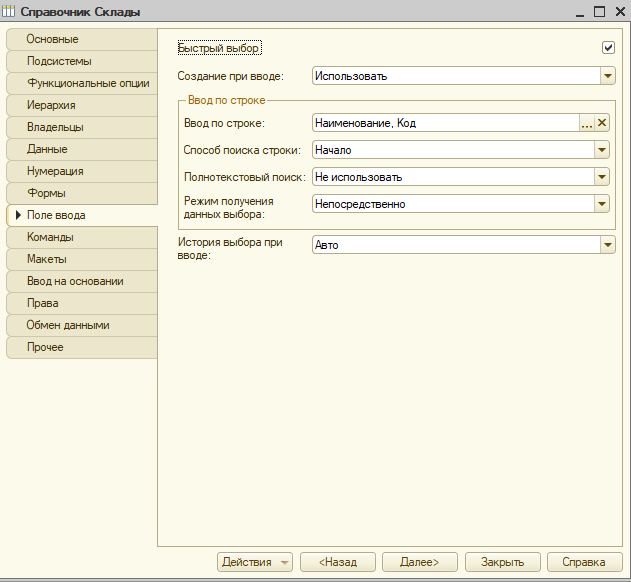 Справочник Склады
Основные
Подсистемы
Функциональные опции
Иерархия
Владельцы
Данные
Нумерация
Формы
Поле ввода
Команды
Макеты
Ввод на основании
Права
Обмен данными
Прочее
Быстрый выбор
Создание при вводе: Использовать
Ввод по строке
Ввод по строке: Наименование, Код ...
Способ поиска строки: Начало
Полнотекстовый поиск: Не использовать
Режим получения
данных выбора: Непосредственно
История выбора при
вводе: Авто
Действия <Назад Далее> Закрыть Справка